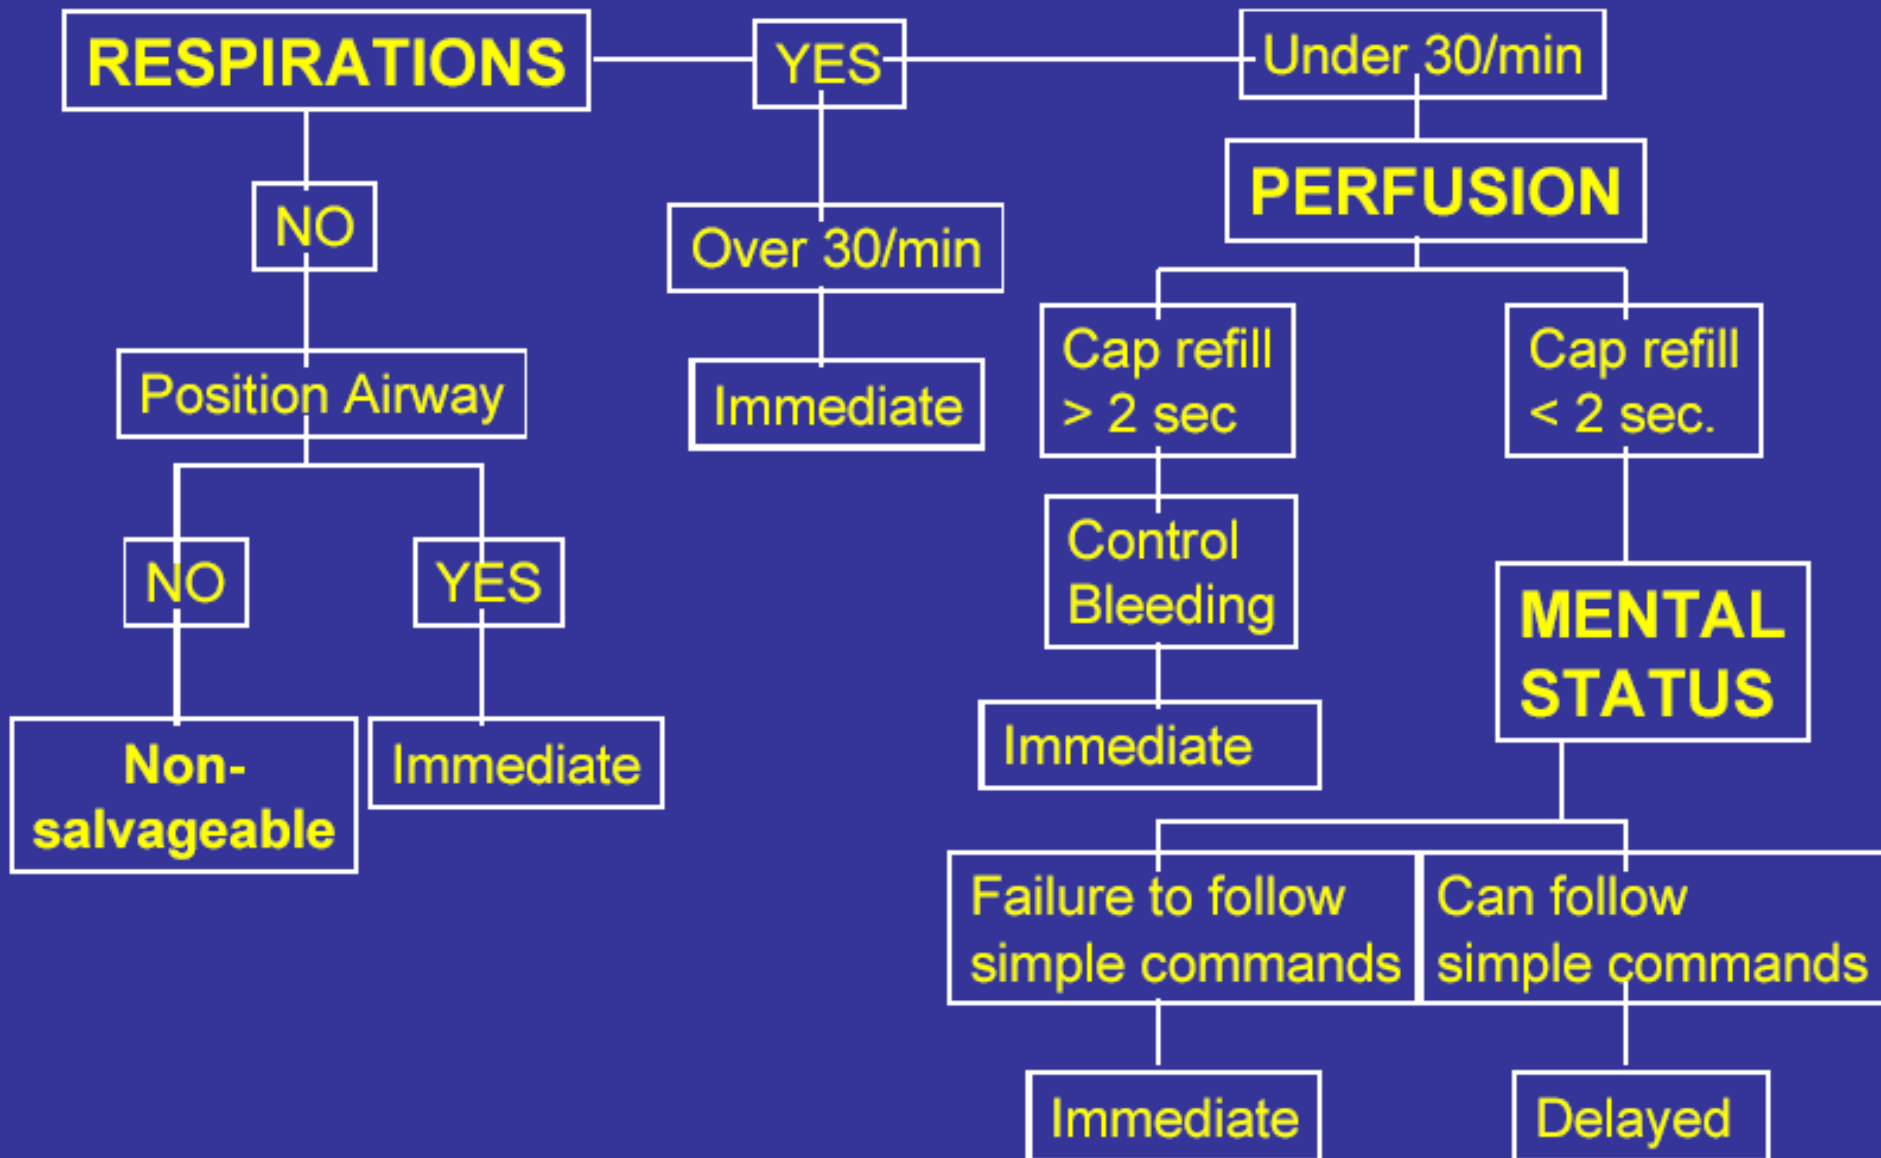 RESPIRATIONS
YES
Under 30/min
PERFUSION
NO
Over 30/min
Cap refill
> 2 sec
Cap refill
< 2 sec.
Position Airway
Immediate
Control
Bleeding
NO
YES
MENTAL
STATUS
Non-
salvageable
Immediate
Immediate
Failure to follow
simple commands
Can follow
simple commands
Immediate
Delayed